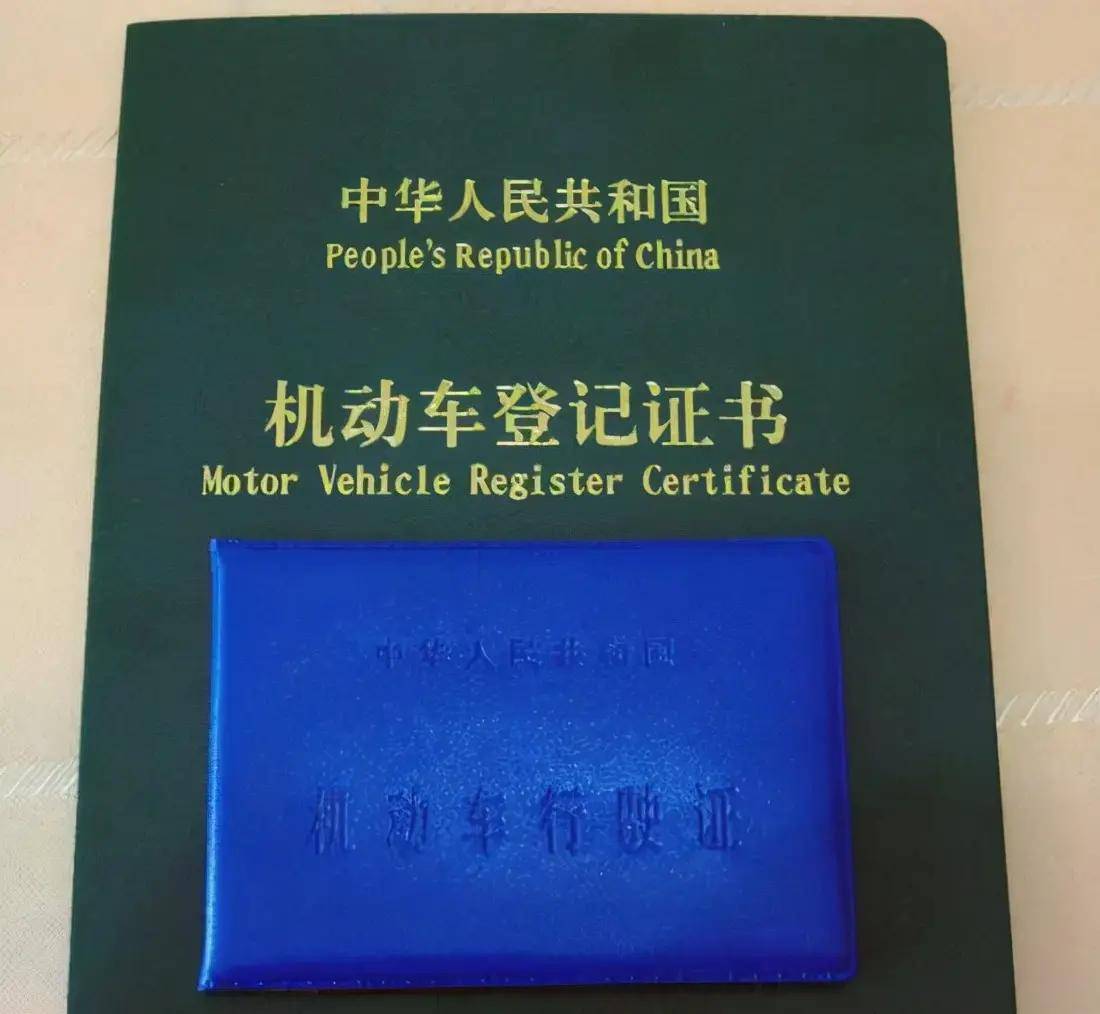 中华人民共和国
People's Republic of China
机动车登记证书
Motor Vehicle Register Certificate
中华人民共和国
机动车行驶证